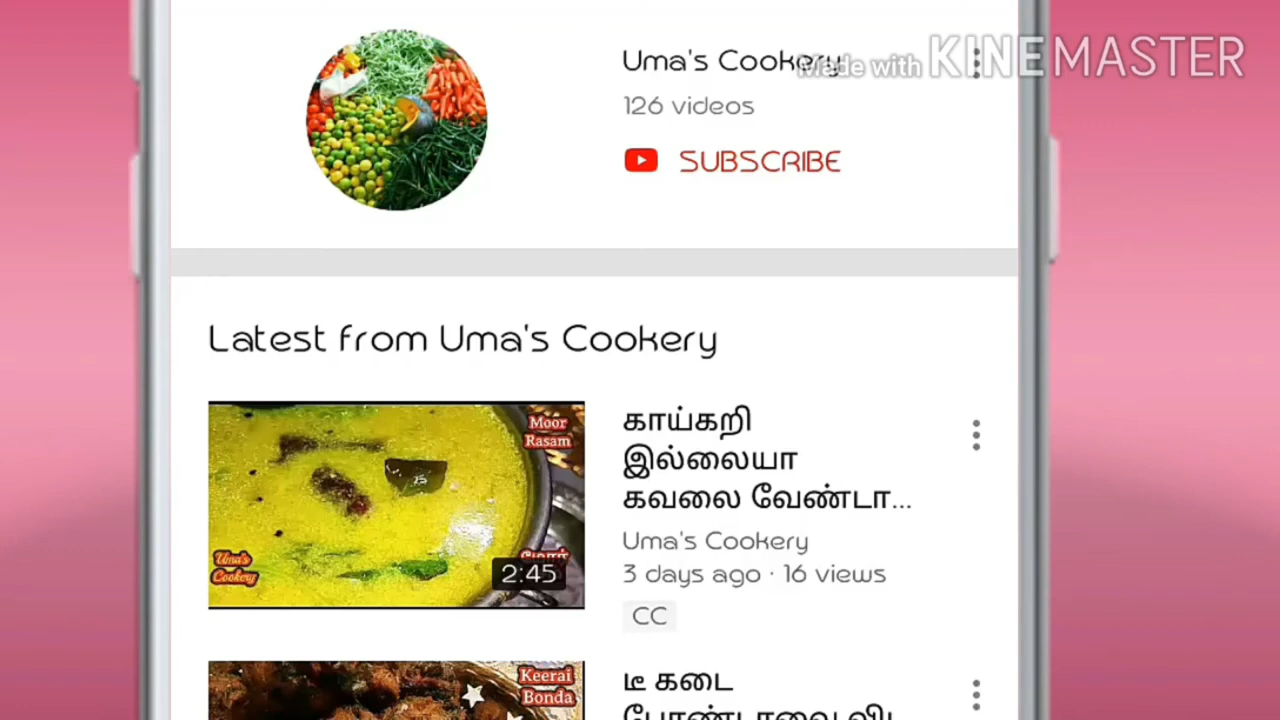 Uma's Cookery
Made with KINEMASTER
126 videos
SUBSCRIBE
Latest from Uma's Cookery
Moor
Rasam
Uma's
Cookery
மோர்
2:45
காய்கறி
இல்லையா
கவலை வேண்டா...
Uma's Cookery
3 days ago · 16 views
CC
Keerai
Bonda
டீ கடை